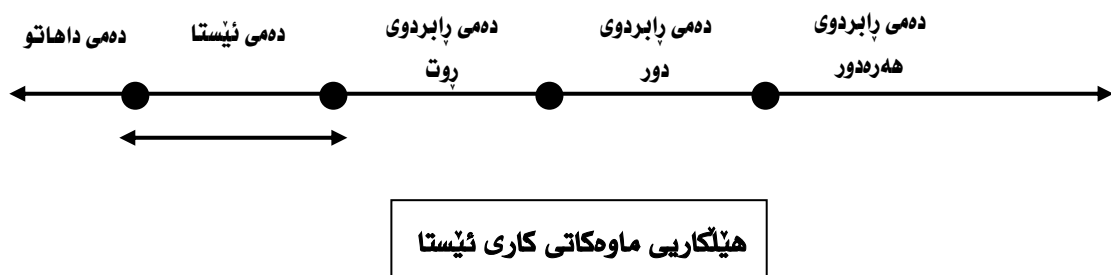 دەمی ڕابردوی
هەرەدور
دەمی ڕابردوی
دور
دەمی ڕابردوی
ڕوت
دەمی ئێستا
دەمی داهاتو
هێڵکاریی ماوەکاتی کاری ئێستا